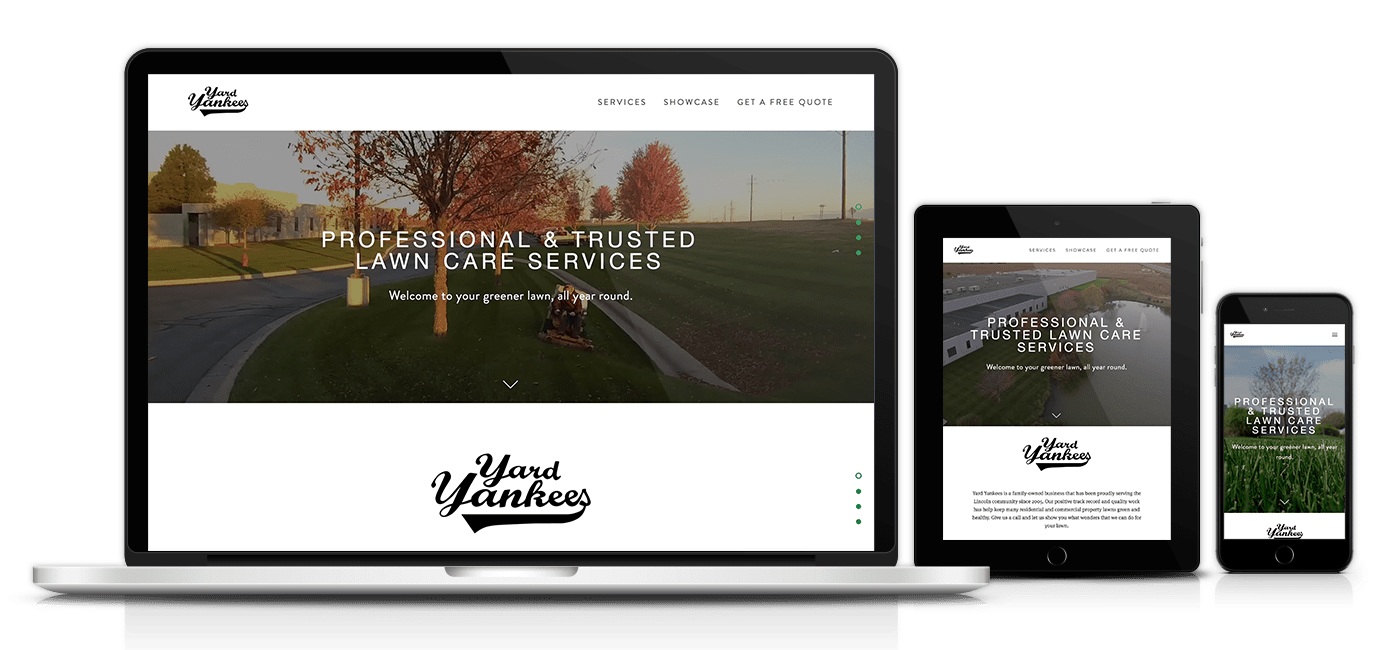 Yard
Yankees
SERVICES SHOWCASE GET A FREE QUOTE
PROFESSIONAL & TRUSTED
LAWN CARE SERVICES
Welcome to your greener lawn, all year round.
Yard
Yankees
Yard
Yankees
SERVICES SHOWCASE GET A FREE QUOTE
PROFESSIONAL &
TRUSTED LAWN CARE
SERVICES
Welcome to your greener lawn, all year round.
Yard
Yankees
Yard Yankees is a family-owned business that has been proudly serving the
Lincoln community since 2005. Our positive track record and quality work
has help keep many residential and commercial property lawns green and
healthy. Give us a call and let us show you what wonders that we can do for
your lawn.
Yard
Yankees
PROFESSIONAL
& TRUSTED
LAWN CARE
SERVICES
Welcome to your greener lawn, all year
round.
Yard
Yankees